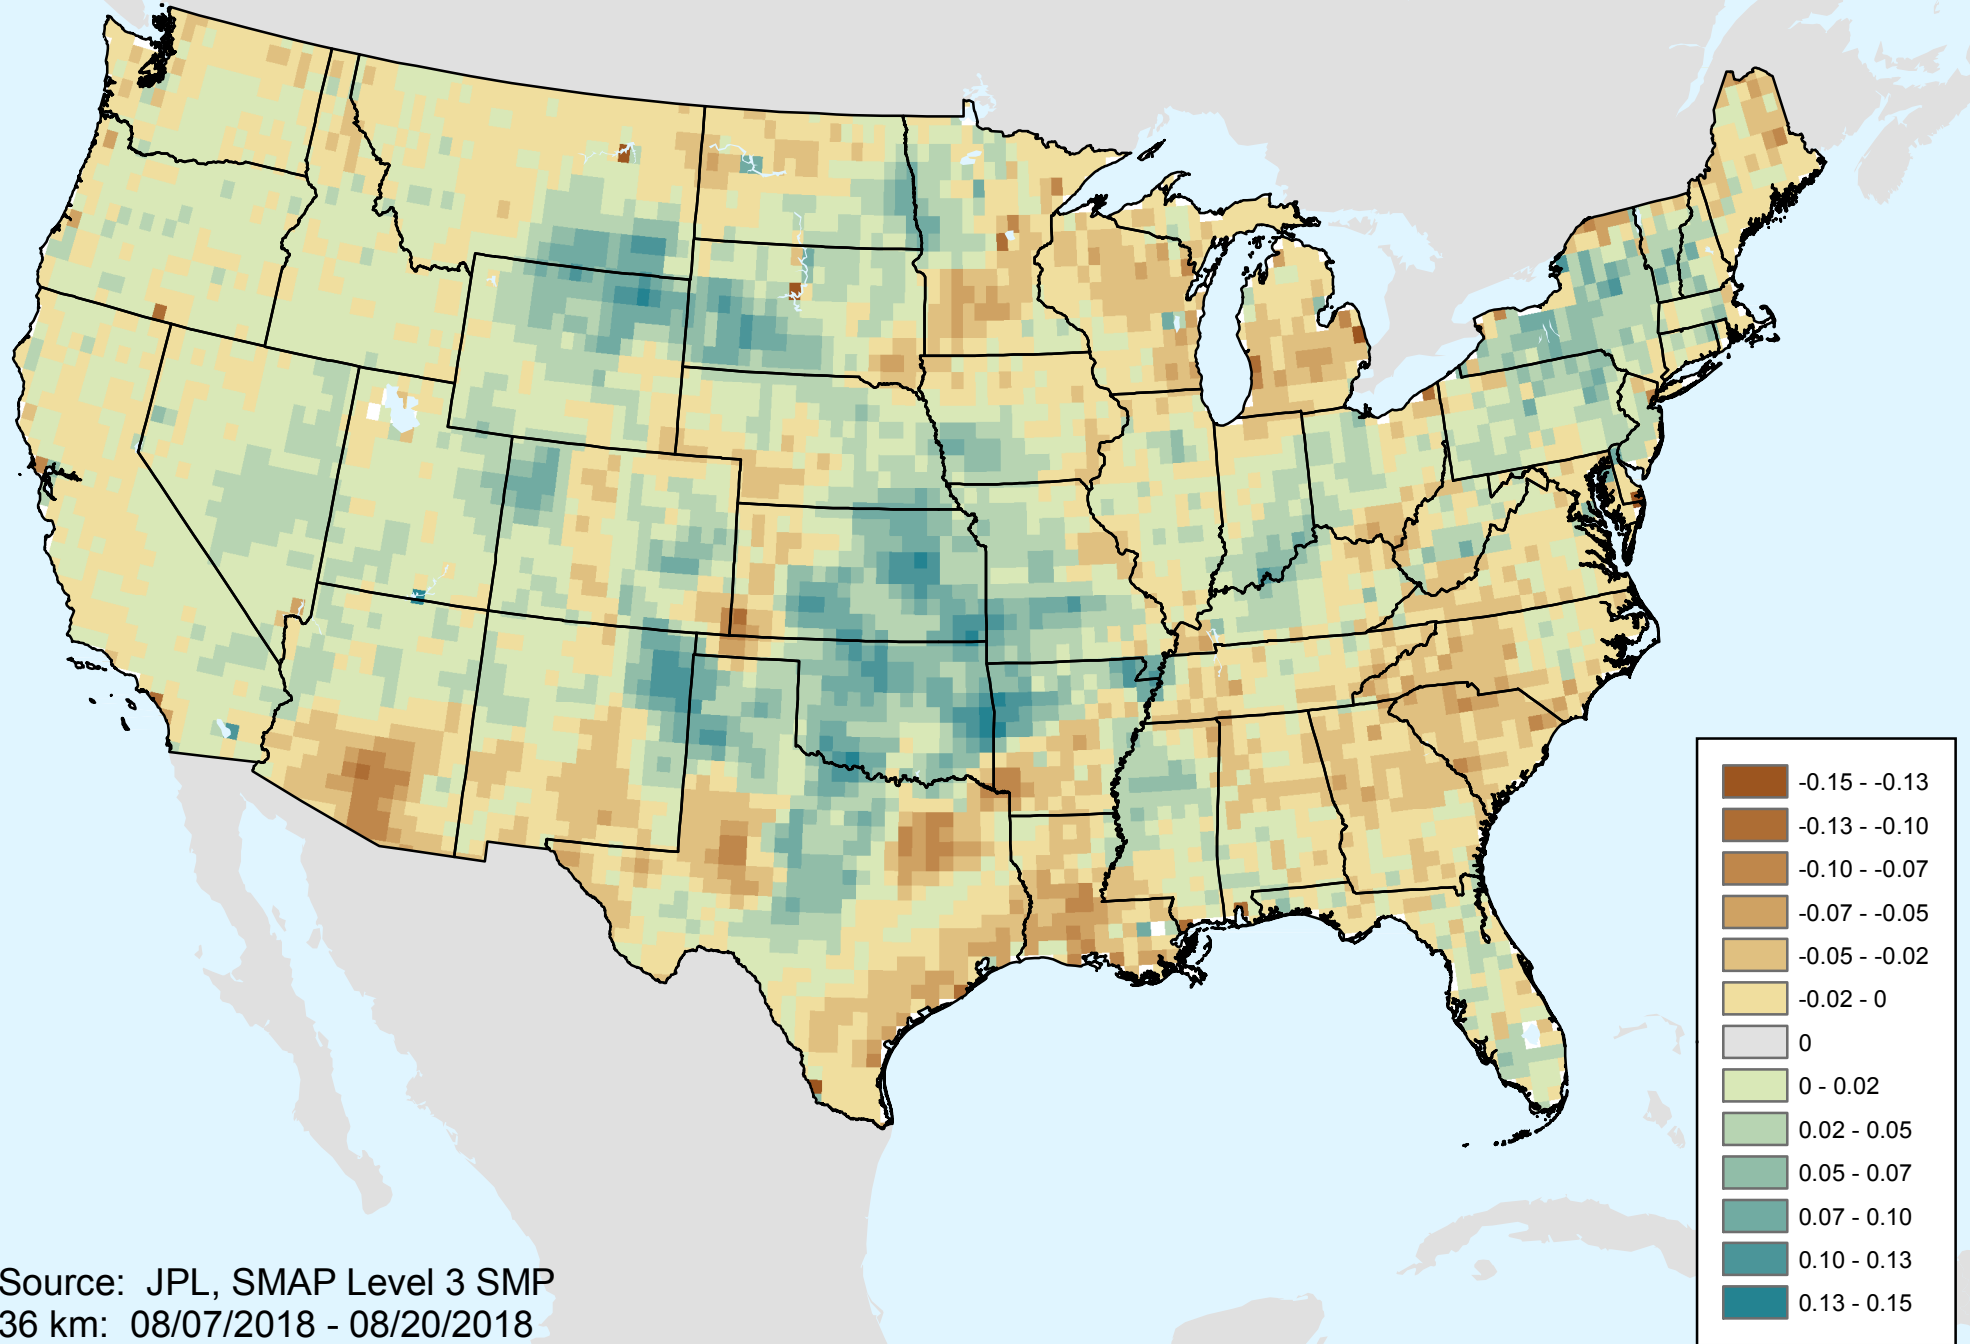 -0.15 - -0.13
-0.13 - -0.10
-0.10 - -0.07
-0.07 - -0.05
-0.05 - -0.02
-0.02 - 0
0
0 - 0.02
0.02 - 0.05
0.05 - 0.07
0.07 - 0.10
0.10 - 0.13
0.13 - 0.15
Source: JPL, SMAP Level 3 SMP
36 km: 08/07/2018 - 08/20/2018